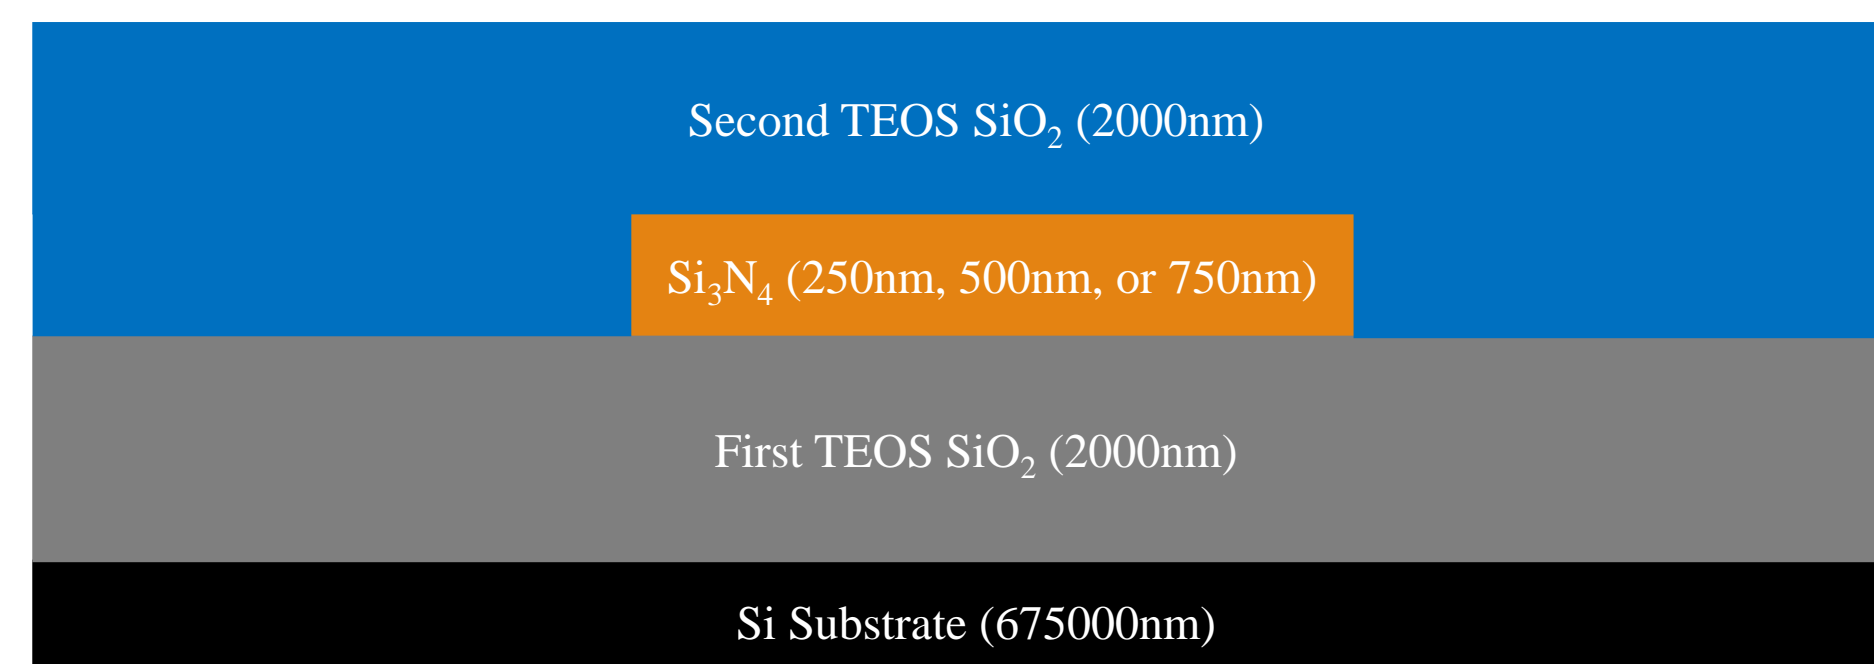 Second TEOS SiO₂ (2000nm)
Si₃N₄ (250nm, 500nm, or 750nm)
First TEOS SiO₂ (2000nm)
Si Substrate (675000nm)